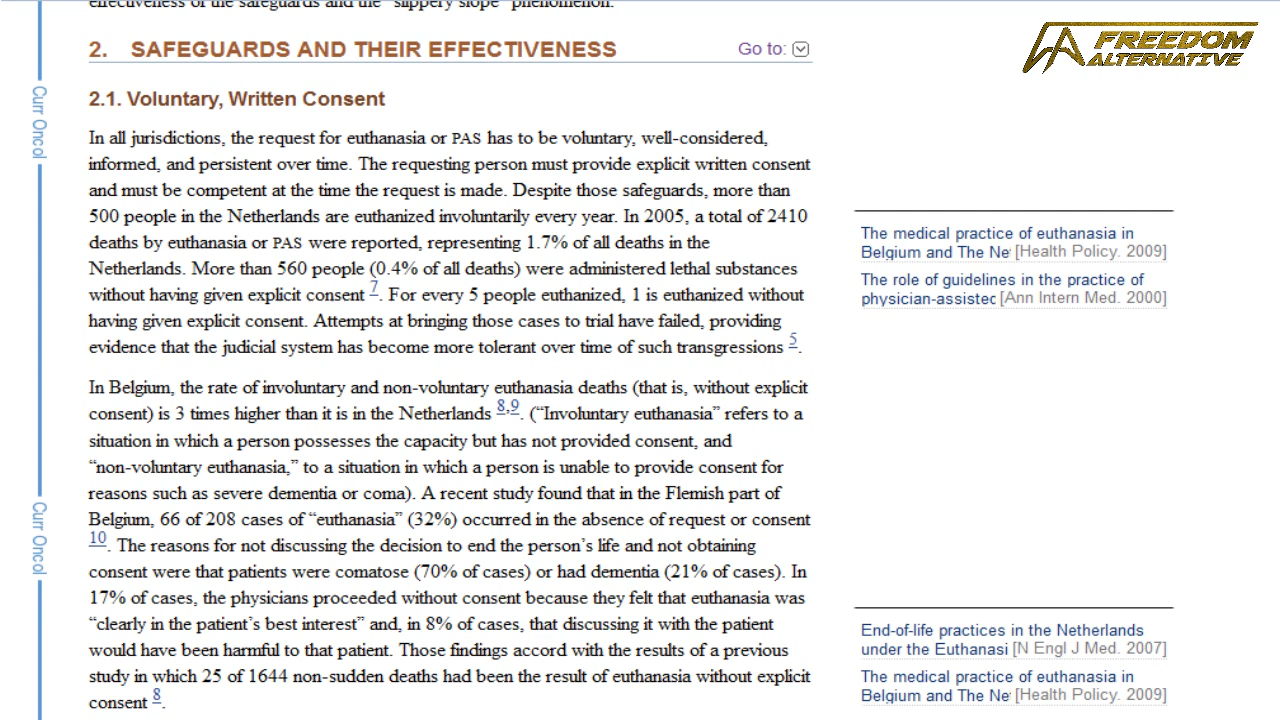 effectiveness of the safeguards and the “slippery slope” phenomenon.
2. SAFEGUARDS AND THEIR EFFECTIVENESS
Go to:
FREEDOM
ALTERNATIVE
2.1. Voluntary, Written Consent
In all jurisdictions, the request for euthanasia or PAS has to be voluntary, well-considered,
informed, and persistent over time. The requesting person must provide explicit written consent
and must be competent at the time the request is made. Despite those safeguards, more than
500 people in the Netherlands are euthanized involuntarily every year. In 2005, a total of 2410
deaths by euthanasia or PAS were reported, representing 1.7% of all deaths in the
Netherlands. More than 560 people (0.4% of all deaths) were administered lethal substances
without having given explicit consent 7. For every 5 people euthanized, 1 is euthanized without
having given explicit consent. Attempts at bringing those cases to trial have failed, providing
evidence that the judicial system has become more tolerant over time of such transgressions 5.
In Belgium, the rate of involuntary and non-voluntary euthanasia deaths (that is, without explicit
consent) is 3 times higher than it is in the Netherlands 8,9. (“Involuntary euthanasia” refers to a
situation in which a person possesses the capacity but has not provided consent, and
“non-voluntary euthanasia,” to a situation in which a person is unable to provide consent for
reasons such as severe dementia or coma). A recent study found that in the Flemish part of
Belgium, 66 of 208 cases of “euthanasia” (32%) occurred in the absence of request or consent
10. The reasons for not discussing the decision to end the person’s life and not obtaining
consent were that patients were comatose (70% of cases) or had dementia (21% of cases). In
17% of cases, the physicians proceeded without consent because they felt that euthanasia was
“clearly in the patient’s best interest” and, in 8% of cases, that discussing it with the patient
would have been harmful to that patient. Those findings accord with the results of a previous
study in which 25 of 1644 non-sudden deaths had been the result of euthanasia without explicit
consent 8.
Curr Oncol
Curr Oncol
The medical practice of euthanasia in
Belgium and The Ne [Health Policy. 2009]
The role of guidelines in the practice of
physician-assistec [Ann Intern Med. 2000]
End-of-life practices in the Netherlands
under the Euthanasi [N Engl J Med. 2007]
The medical practice of euthanasia in
Belgium and The Ne [Health Policy. 2009]